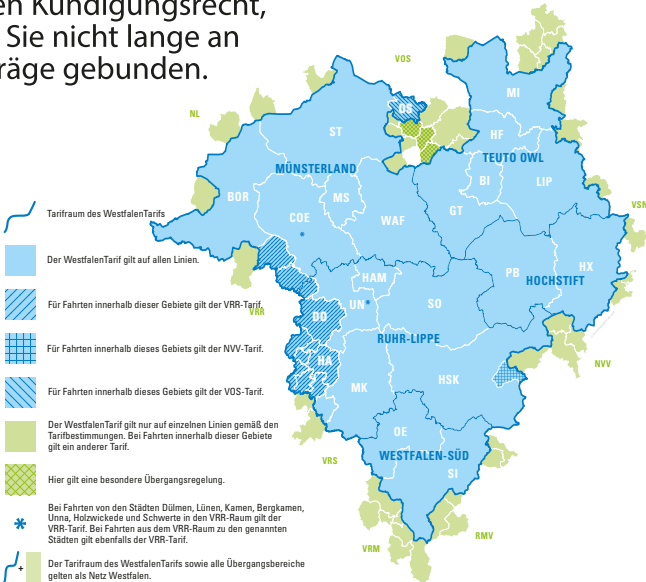 en Kündigungsrecht,
Sie nicht lange an
räge gebunden.
VOS
OS
MI
NL
ST
HF
TEUTO OWL
MÜNSTERLAND
BI
LIP
BOR
MS
GT
VSN
COE
WAF
Tarifraum des WestfalenTarifs
Der WestfalenTarif gilt auf allen Linien.
HAM
PB
HX
HOCHSTIFT
Für Fahrten innerhalb dieser Gebiete gilt der VRR-Tarif.
VRR
DO
UN*
SO
RUHR-LIPPE
Für Fahrten innerhalb dieses Gebiets gilt der NVV-Tarif.
HA
NVV
MK
HSK
Für Fahrten innerhalb dieses Gebiets gilt der VOS-Tarif.
Der WestfalenTarif gilt nur auf einzelnen Linien gemäß den
Tarifbestimmungen. Bei Fahrten innerhalb dieser Gebiete
gilt ein anderer Tarif.
OE
VRS
WESTFALEN-SÜD
SI
Hier gilt eine besondere Übergangsregelung.
* Bei Fahrten von den Städten Dülmen, Lünen, Kamen, Bergkamen,
Unna, Holzwickede und Schwerte in den VRR-Raum gilt der
VRR-Tarif. Bei Fahrten aus dem VRR-Raum zu den genannten
Städten gilt ebenfalls der VRR-Tarif.
RMV
VRM
+ Der Tarifraum des WestfalenTarifs sowie alle Übergangsbereiche
gelten als Netz Westfalen.